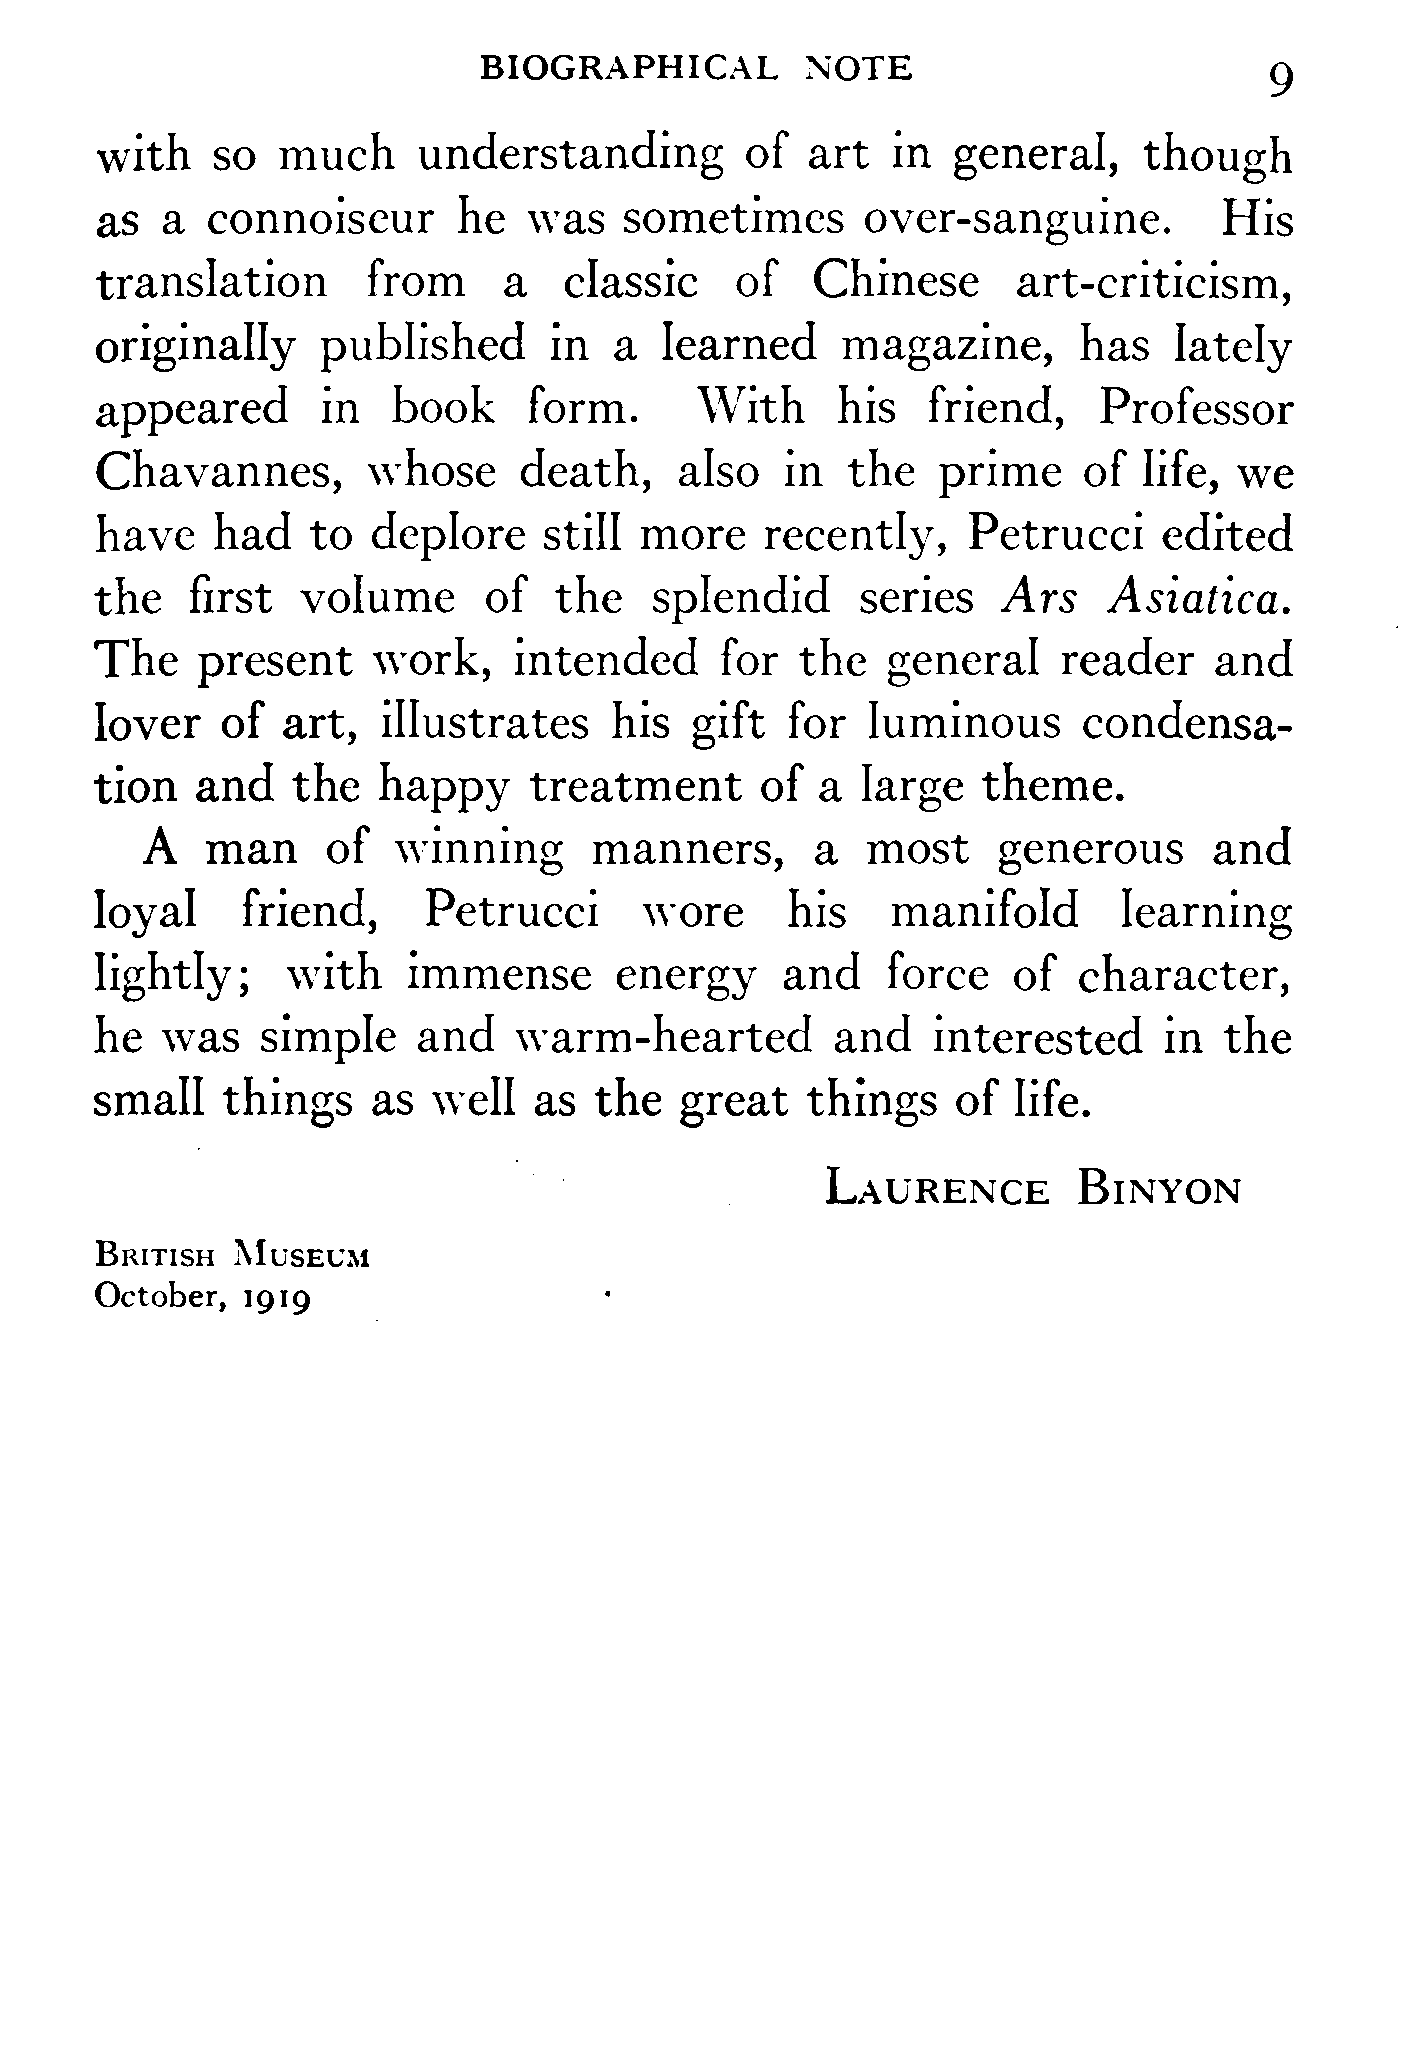 BIOGRAPHICAL NOTE 9
with so much understanding of art in general, though
as a connoiseur he was sometimes over-sanguine. His
translation from a classic of Chinese art-criticism,
originally published in a learned magazine, has lately
appeared in book form. With his friend, Professor
Chavannes, whose death, also in the prime of life, we
have had to deplore still more recently, Petrucci edited
the first volume of the splendid series Ars Asiatica.
The present work, intended for the general reader and
lover of art, illustrates his gift for luminous condensa-
tion and the happy treatment of a large theme.
A man of winning manners, a most generous and
loyal friend, Petrucci wore his manifold learning
lightly; with immense energy and force of character,
he was simple and warm-hearted and interested in the
small things as well as the great things of life.
LAURENCE BINYON
BRITISH MUSEUM
October, 1919